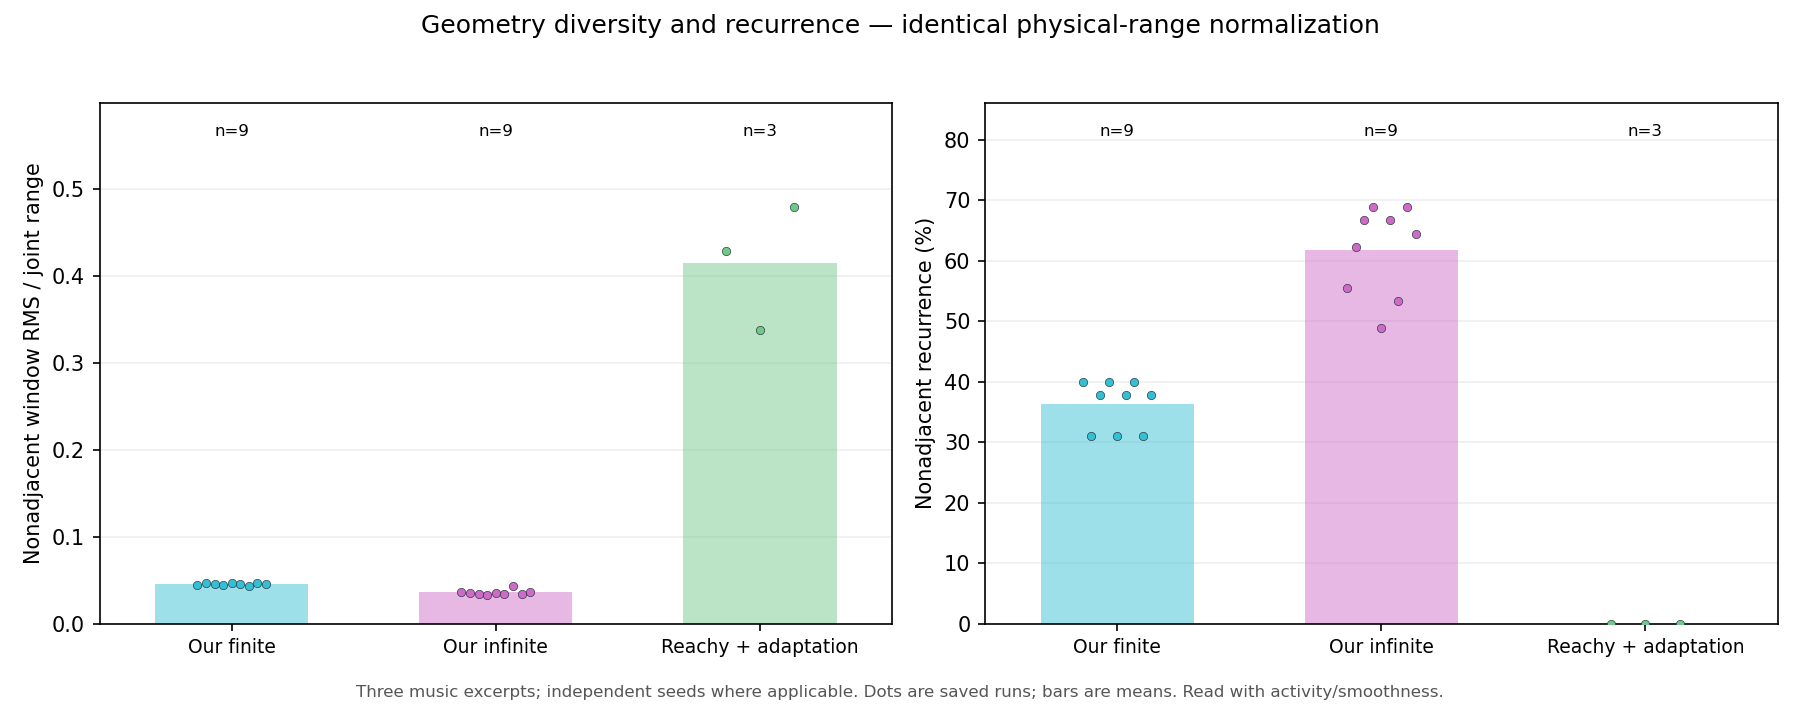 Geometry diversity and recurrence — identical physical-range normalization
Nonadjacent window RMS / joint range
0.5
0.4
0.3
0.2
0.1
0.0
n=9
n=9
n=3
Our finite
Our infinite
Reachy + adaptation
Nonadjacent recurrence (%)
80
70
60
50
40
30
20
10
0
n=9
n=9
n=3
Our finite
Our infinite
Reachy + adaptation
Three music excerpts; independent seeds where applicable. Dots are saved runs; bars are means. Read with activity/smoothness.